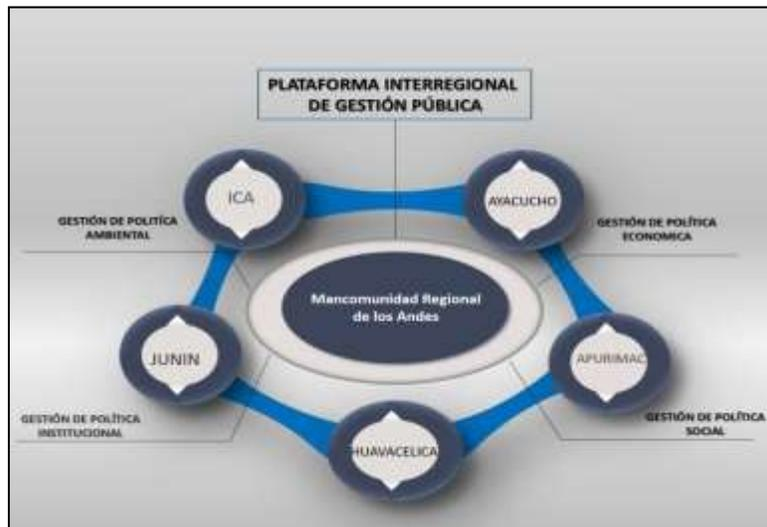 PLATAFORMA INTERREGIONAL
DE GESTIÓN PÚBLICA
ICA
AYACUCHO
GESTIÓN DE POLITÍCA
AMBIENTAL
GESTIÓN DE POLÍTICA
ECONOMICA
Mancomunidad Regional
de los Andes
JUNIN
APURIMAC
GESTIÓN DE POLÍTICA
INSTITUCIONAL
GESTIÓN DE POLÍTICA
SOCIAL
HUAVACELICA